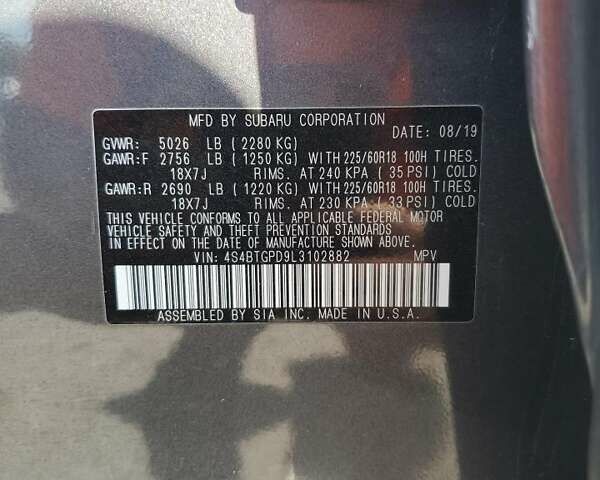 MFD BY SUBARU CORPORATION
DATE: 08/19
GVWR: 5026 LB ( 2280 KG)
GAWR:F 2756 LB ( 1250 KG) WITH 225/60R18 100H TIRES.
18X7J RIMS. AT 240 KPA ( 35 PSI) COLD
GAWR:R 2690 LB ( 1220 KG) WITH 225/60R18 100H TIRES.
18X7J RIMS. AT 230 KPA ( 33 PSI) COLD
THIS VEHICLE CONFORMS TO ALL APPLICABLE FEDERAL MOTOR
VEHICLE SAFETY AND THEFT PREVENTION STANDARDS
IN EFFECT ON THE DATE OF MANUFACTURE SHOWN ABOVE.
VIN: 4S4BTGPD9L3102882 MPV
ASSEMBLED BY SIA INC. MADE IN U.S.A.